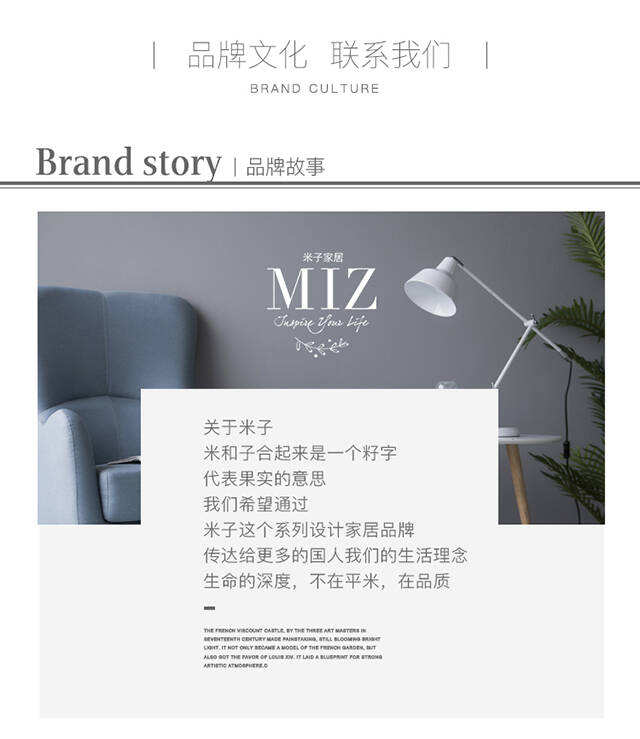 | 品牌文化 联系我们 |
BRAND CULTURE
Brand story | 品牌故事
米子家居
MIZ
Inspire Your Life
关于米子
米和子合起来是一个籽字
代表果实的意思
我们希望通过
米子这个系列设计家居品牌
传达给更多的国人我们的生活理念
生命的深度，不在平米，在品质
THE FRENCH VISCOUNT CASTLE, BY THE THREE ART MASTERS IN
SEVENTEENTH CENTURY MADE PAINSTAKING, STILL BLOOMING BRIGHT
LIGHT. IT NOT ONLY BECAME A MODEL OF THE FRENCH GARDEN, BUT
ALSO GOT THE FAVOR OF LOUIS XIV. IT LAID A BLUEPRINT FOR STRONG
ARTISTIC ATMOSPHERE.D